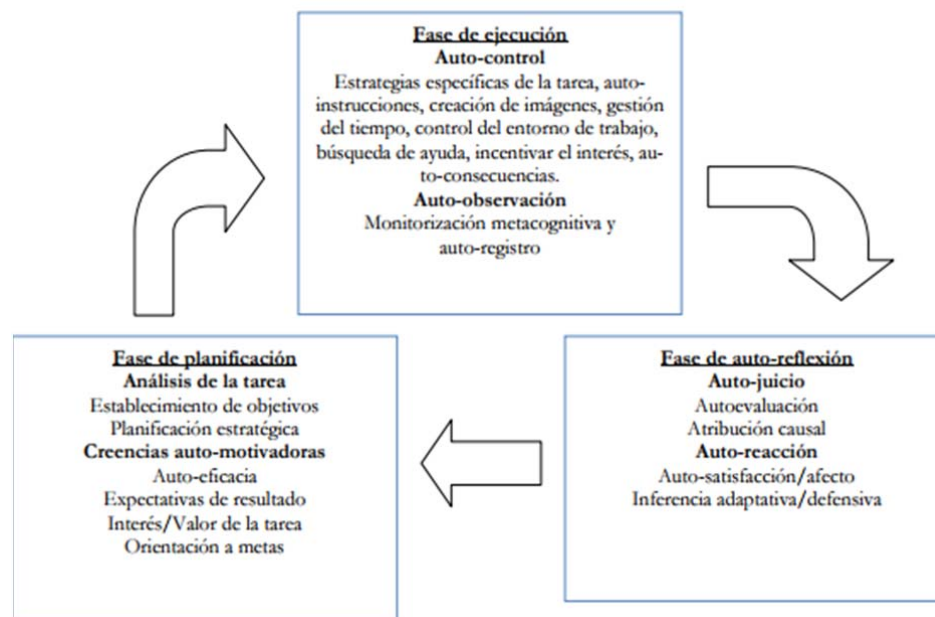 Fase de ejecución
Auto-control
Estrategias específicas de la tarea, auto-
instrucciones, creación de imágenes, gestión
del tiempo, control del entorno de trabajo,
búsqueda de ayuda, incentivar el interés, au-
to-consecuencias.
Auto-observación
Monitorización metacognitiva y
auto-registro
Fase de planificación
Análisis de la tarea
Establecimiento de objetivos
Planificación estratégica
Creencias auto-motivadoras
Auto-eficacia
Expectativas de resultado
Interés/Valor de la tarea
Orientación a metas
Fase de auto-reflexión
Auto-juicio
Autoevaluación
Atribución causal
Auto-reacción
Auto-satisfacción/afecto
Inferencia adaptativa/defensiva